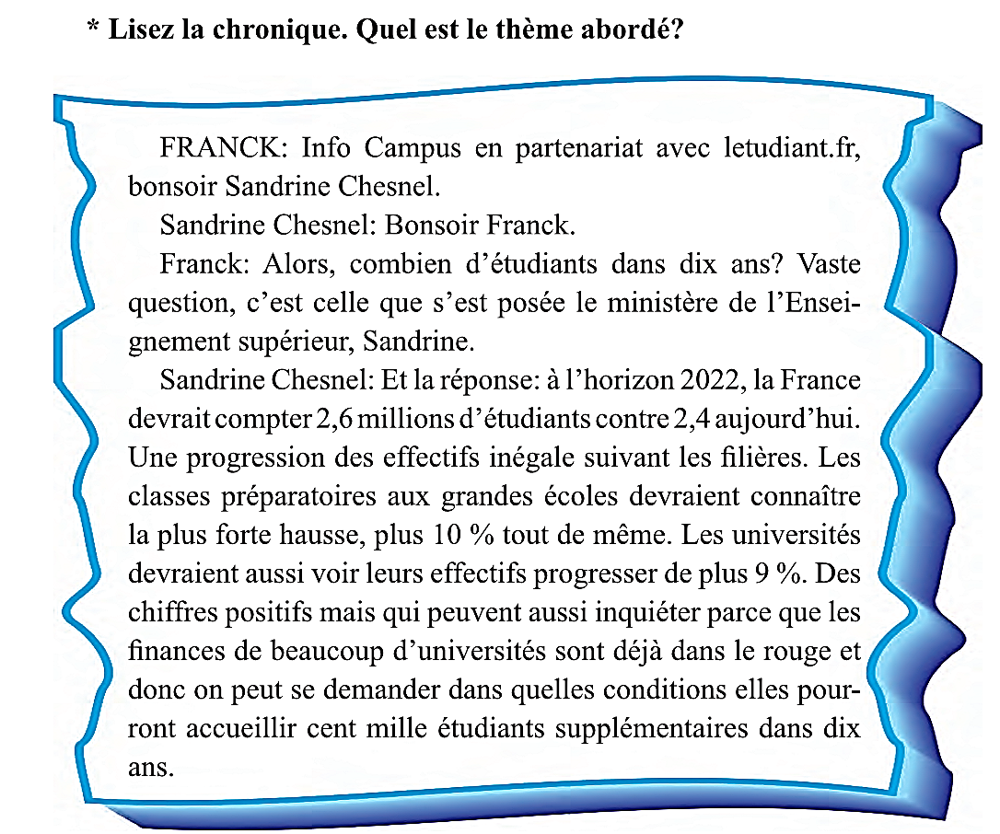 * Lisez la chronique. Quel est le thème abordé?
FRANCK: Info Campus en partenariat avec letudiant.fr,
bonsoir Sandrine Chesnel.
Sandrine Chesnel: Bonsoir Franck.
Franck: Alors, combien d’étudiants dans dix ans? Vaste
question, c’est celle que s’est posée le ministère de l’Ensei-
gnement supérieur, Sandrine.
Sandrine Chesnel: Et la réponse: à l’horizon 2022, la France
devrait compter 2,6 millions d’étudiants contre 2,4 aujourd’hui.
Une progression des effectifs inégale suivant les filières. Les
classes préparatoires aux grandes écoles devraient connaître
la plus forte hausse, plus 10 % tout de même. Les universités
devraient aussi voir leurs effectifs progresser de plus 9 %. Des
chiffres positifs mais qui peuvent aussi inquiéter parce que les
finances de beaucoup d’universités sont déjà dans le rouge et
donc on peut se demander dans quelles conditions elles pour-
ront accueillir cent mille étudiants supplémentaires dans dix
ans.